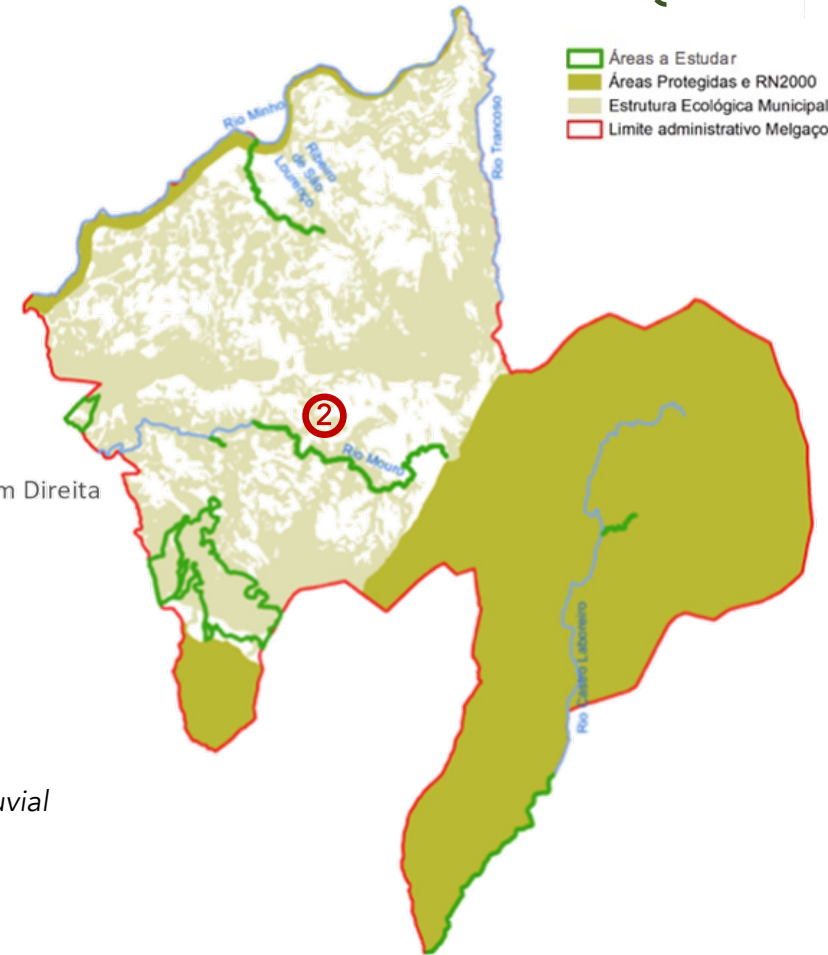 Áreas a Estudar
Áreas Protegidas e RN2000
Estrutura Ecológica Municipal
Limite administrativo Melgaço
Rio Minho
Ribeiro
de São
Lourenço
Rio Trancoso
2
Rio Mouro
m Direita
Rio Castro Laboreiro
uvial